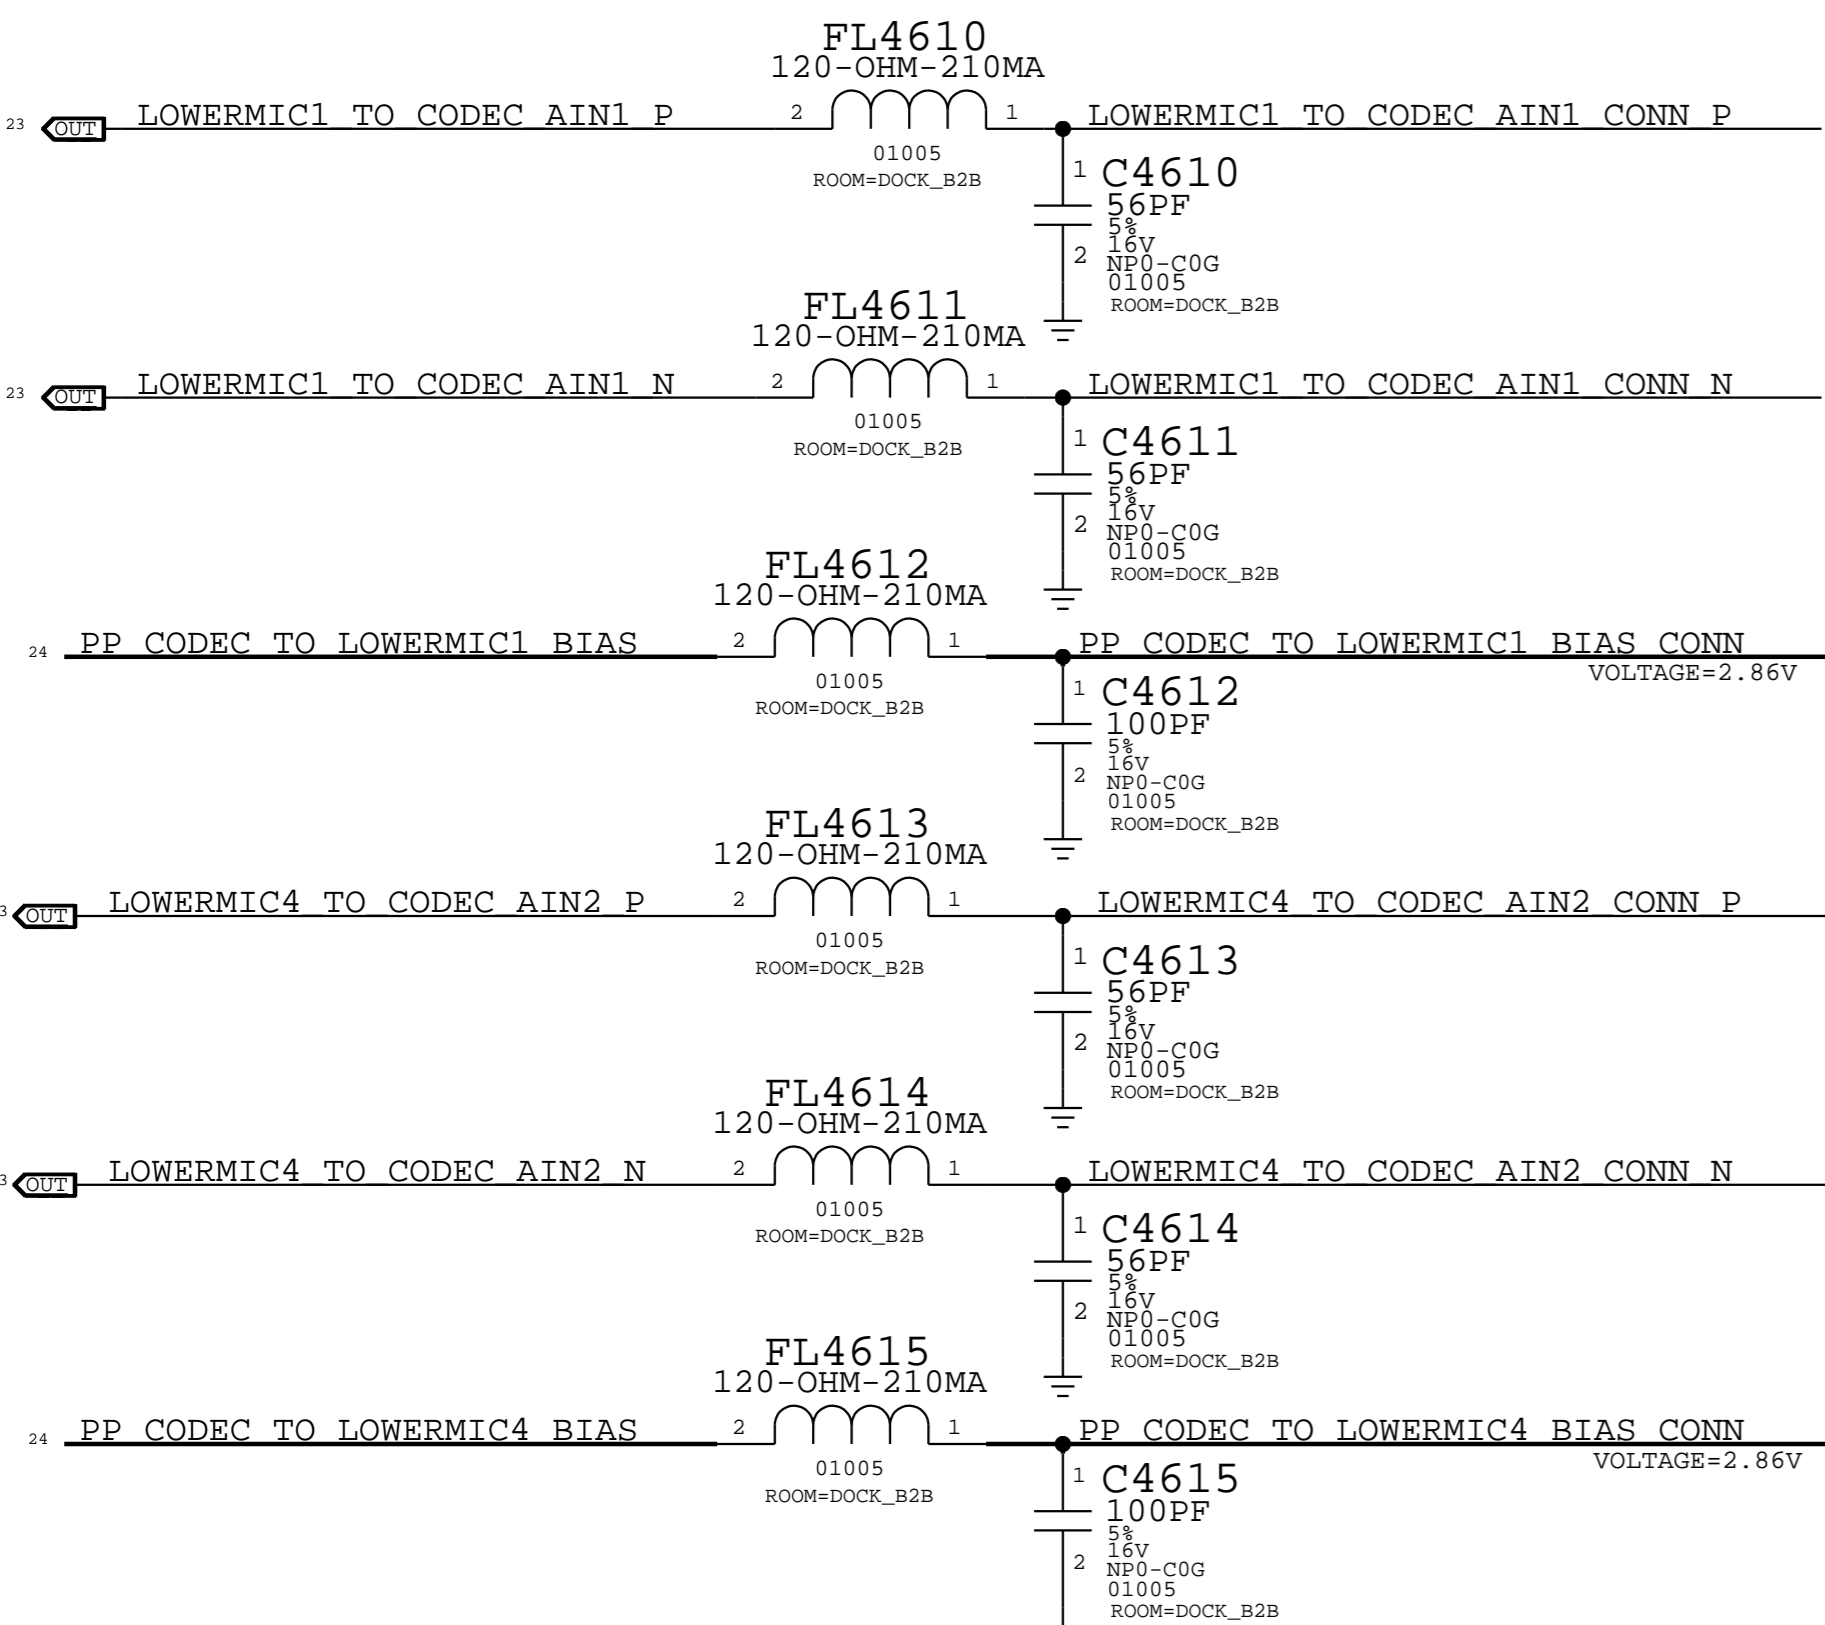 FL4610
120-OHM-210MA
23 OUT LOWERMIC1_TO_CODEC_AIN1_P 2 1 LOWERMIC1_TO_CODEC_AIN1_CONN_P
01005
ROOM=DOCK_B2B
1 C4610
56PF
5%
16V
2 NP0-C0G
01005
ROOM=DOCK_B2B
FL4611
120-OHM-210MA
23 OUT LOWERMIC1_TO_CODEC_AIN1_N 2 1 LOWERMIC1_TO_CODEC_AIN1_CONN_N
01005
ROOM=DOCK_B2B
1 C4611
56PF
5%
16V
2 NP0-C0G
01005
ROOM=DOCK_B2B
FL4612
120-OHM-210MA
24 PP_CODEC_TO_LOWERMIC1_BIAS 2 1 PP_CODEC_TO_LOWERMIC1_BIAS_CONN
VOLTAGE=2.86V
01005
ROOM=DOCK_B2B
1 C4612
100PF
5%
16V
2 NP0-C0G
01005
ROOM=DOCK_B2B
FL4613
120-OHM-210MA
3 OUT LOWERMIC4_TO_CODEC_AIN2_P 2 1 LOWERMIC4_TO_CODEC_AIN2_CONN_P
01005
ROOM=DOCK_B2B
1 C4613
56PF
5%
16V
2 NP0-C0G
01005
ROOM=DOCK_B2B
FL4614
120-OHM-210MA
3 OUT LOWERMIC4_TO_CODEC_AIN2_N 2 1 LOWERMIC4_TO_CODEC_AIN2_CONN_N
01005
ROOM=DOCK_B2B
1 C4614
56PF
5%
16V
2 NP0-C0G
01005
ROOM=DOCK_B2B
FL4615
120-OHM-210MA
24 PP_CODEC_TO_LOWERMIC4_BIAS 2 1 PP_CODEC_TO_LOWERMIC4_BIAS_CONN
VOLTAGE=2.86V
01005
ROOM=DOCK_B2B
1 C4615
100PF
5%
16V
2 NP0-C0G
01005
ROOM=DOCK_B2B